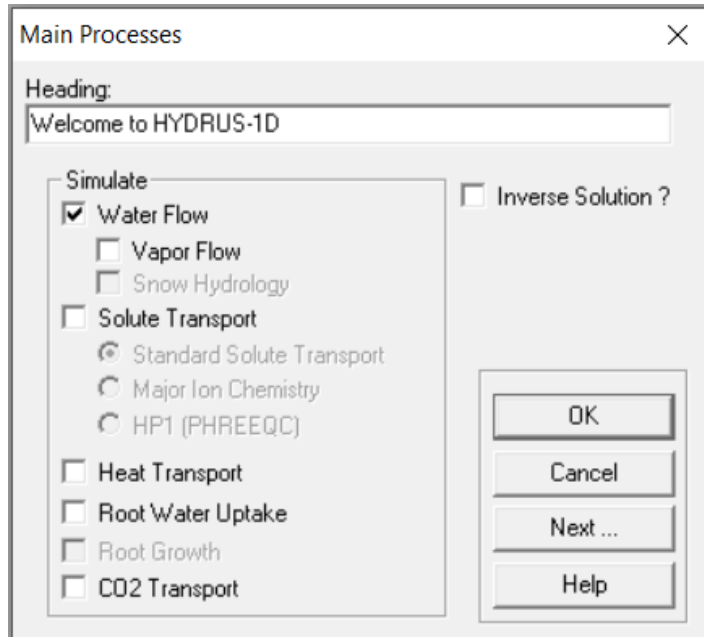 Main Processes
Heading:
Welcome to HYDRUS-1D
Simulate
Water Flow
Inverse Solution ?
Vapor Flow
Snow Hydrology
Solute Transport
Standard Solute Transport
Major Ion Chemistry
HP1 (PHREEQC)
Heat Transport
Root Water Uptake
Root Growth
CO2 Transport
OK
Cancel
Next ...
Help